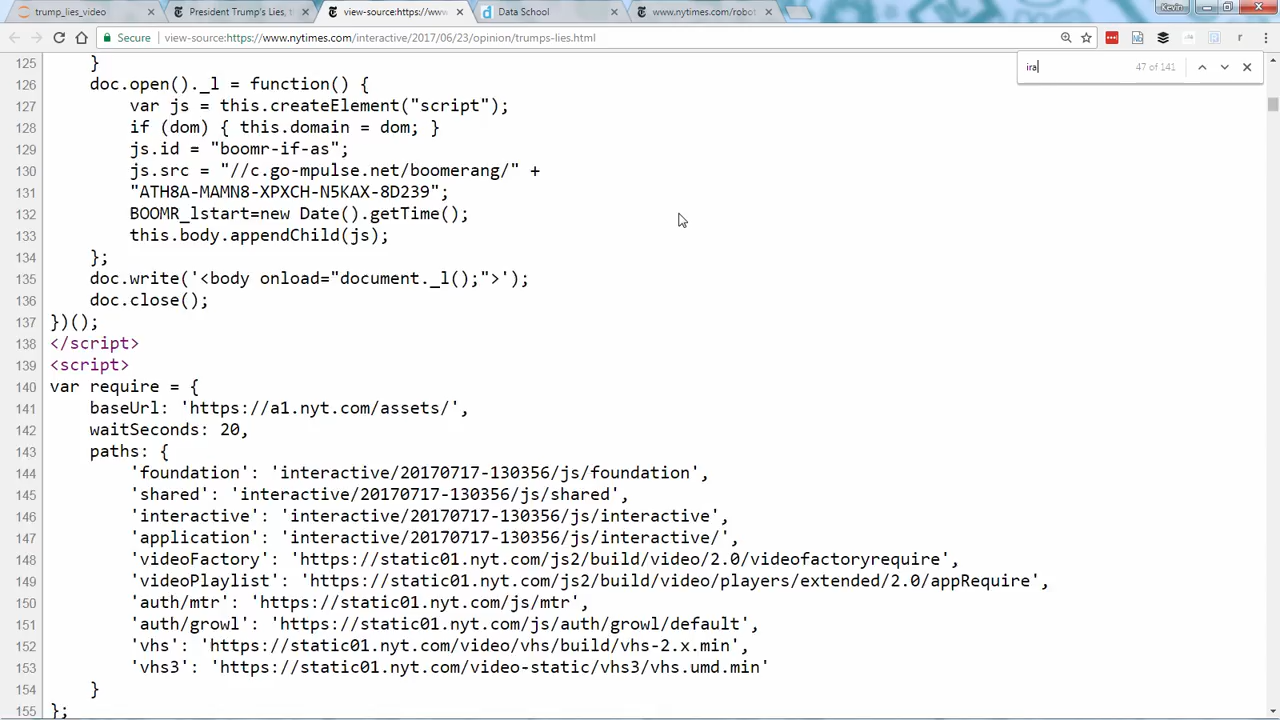 trump_lies_video
President Trump's Lies, t
view-source:https://www
Data School
www.nytimes.com/robo
Kevin
Secure
view-source:https://www.nytimes.com/interactive/2017/06/23/opinion/trumps-lies.html
ira
47 of 141
125 }
126 doc.open()._l = function() {
127 var js = this.createElement("script");
128 if (dom) { this.domain = dom; }
129 js.id = "boomr-if-as";
130 js.src = "//c.go-mpulse.net/boomerang/" +
131 "ATH8A-MAMN8-XPXCH-N5KAX-8D239";
132 BOOMR_lstart=new Date().getTime();
133 this.body.appendChild(js);
134 };
135 doc.write('<body onload="document._l();">');
136 doc.close();
137 })();
138 </script>
139 <script>
140 var require = {
141 baseUrl: 'https://a1.nyt.com/assets/',
142 waitSeconds: 20,
143 paths: {
144 'foundation': 'interactive/20170717-130356/js/foundation',
145 'shared': 'interactive/20170717-130356/js/shared',
146 'interactive': 'interactive/20170717-130356/js/interactive',
147 'application': 'interactive/20170717-130356/js/interactive/',
148 'videoFactory': 'https://static01.nyt.com/js2/build/video/2.0/videofactoryrequire',
149 'videoPlaylist': 'https://static01.nyt.com/js2/build/video/players/extended/2.0/appRequire',
150 'auth/mtr': 'https://static01.nyt.com/js/mtr',
151 'auth/growl': 'https://static01.nyt.com/js/auth/growl/default',
152 'vhs': 'https://static01.nyt.com/video/vhs/build/vhs-2.x.min',
153 'vhs3': 'https://static01.nyt.com/video-static/vhs3/vhs.umd.min'
154 }
155 };